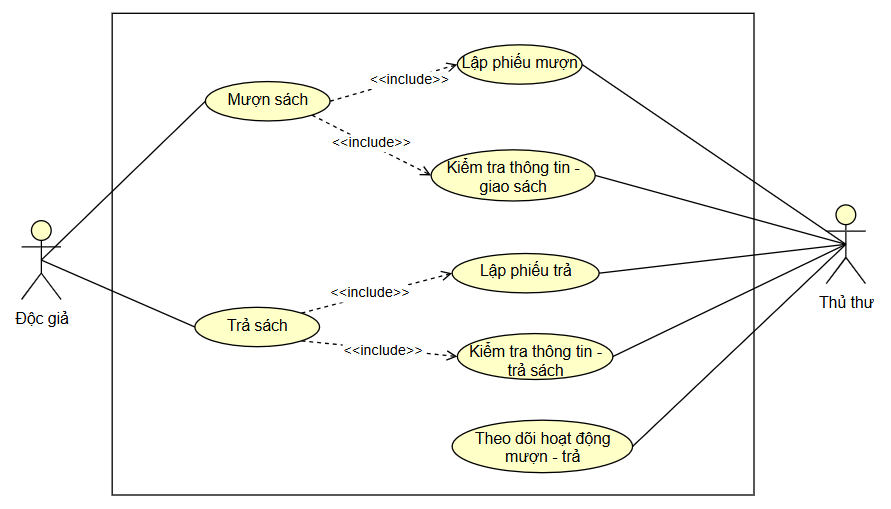 Lập phiếu mượn
<<include>>
Mượn sách
<<include>>
Kiểm tra thông tin -
giao sách
Lập phiếu trả
<<include>>
Độc giả
Thủ thư
Trả sách
<<include>>
Kiểm tra thông tin -
trả sách
Theo dõi hoạt động
mượn - trả